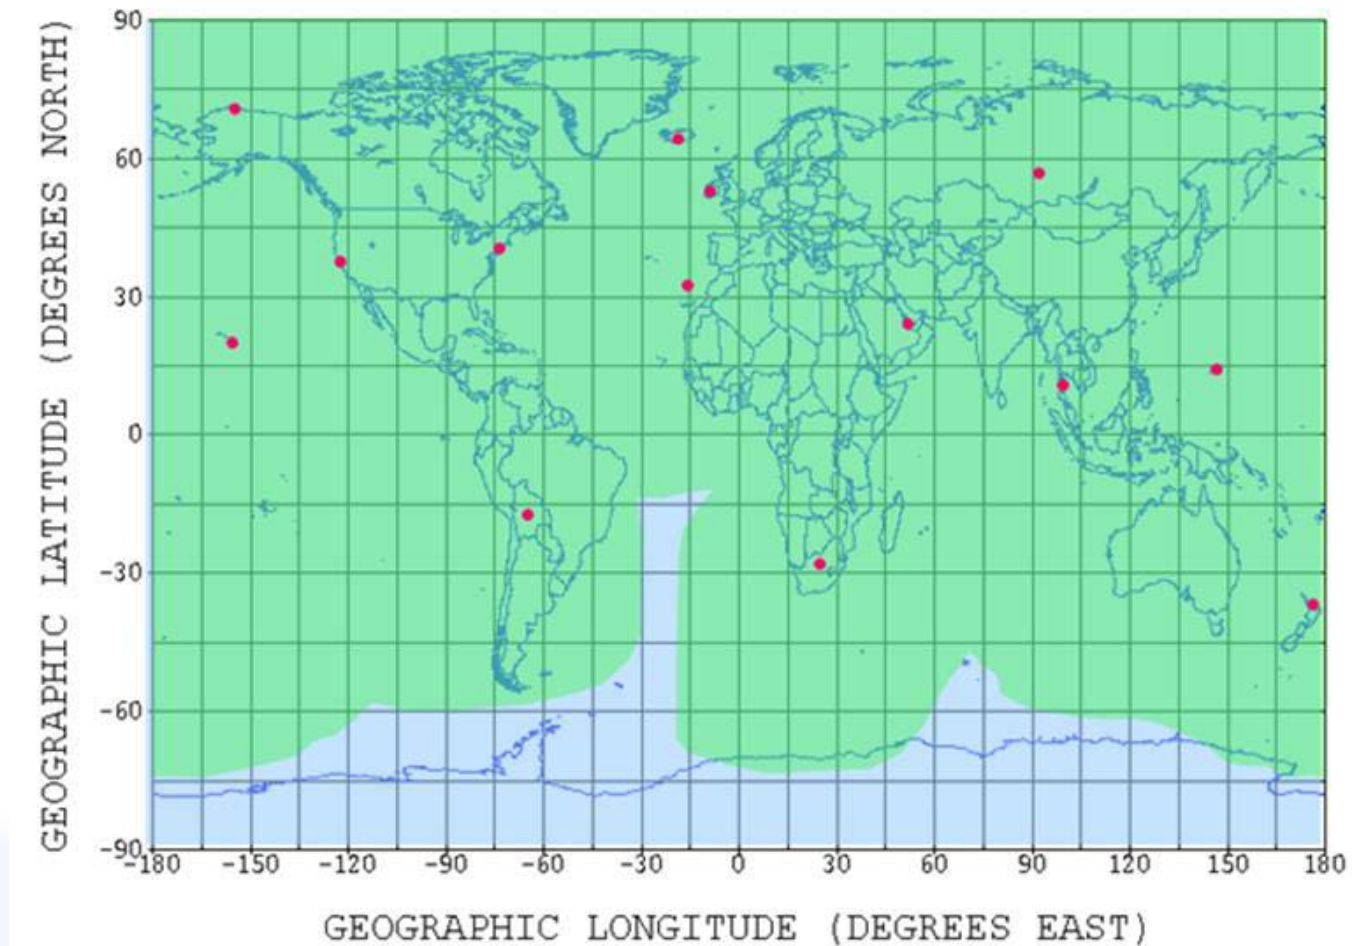 GEOGRAPHIC LATITUDE (DEGREES NORTH)
90
60
30
0
-30
-60
-90
-180 -150 -120 -90 -60 -30 0 30 60 90 120 150 180
GEOGRAPHIC LONGITUDE (DEGREES EAST)